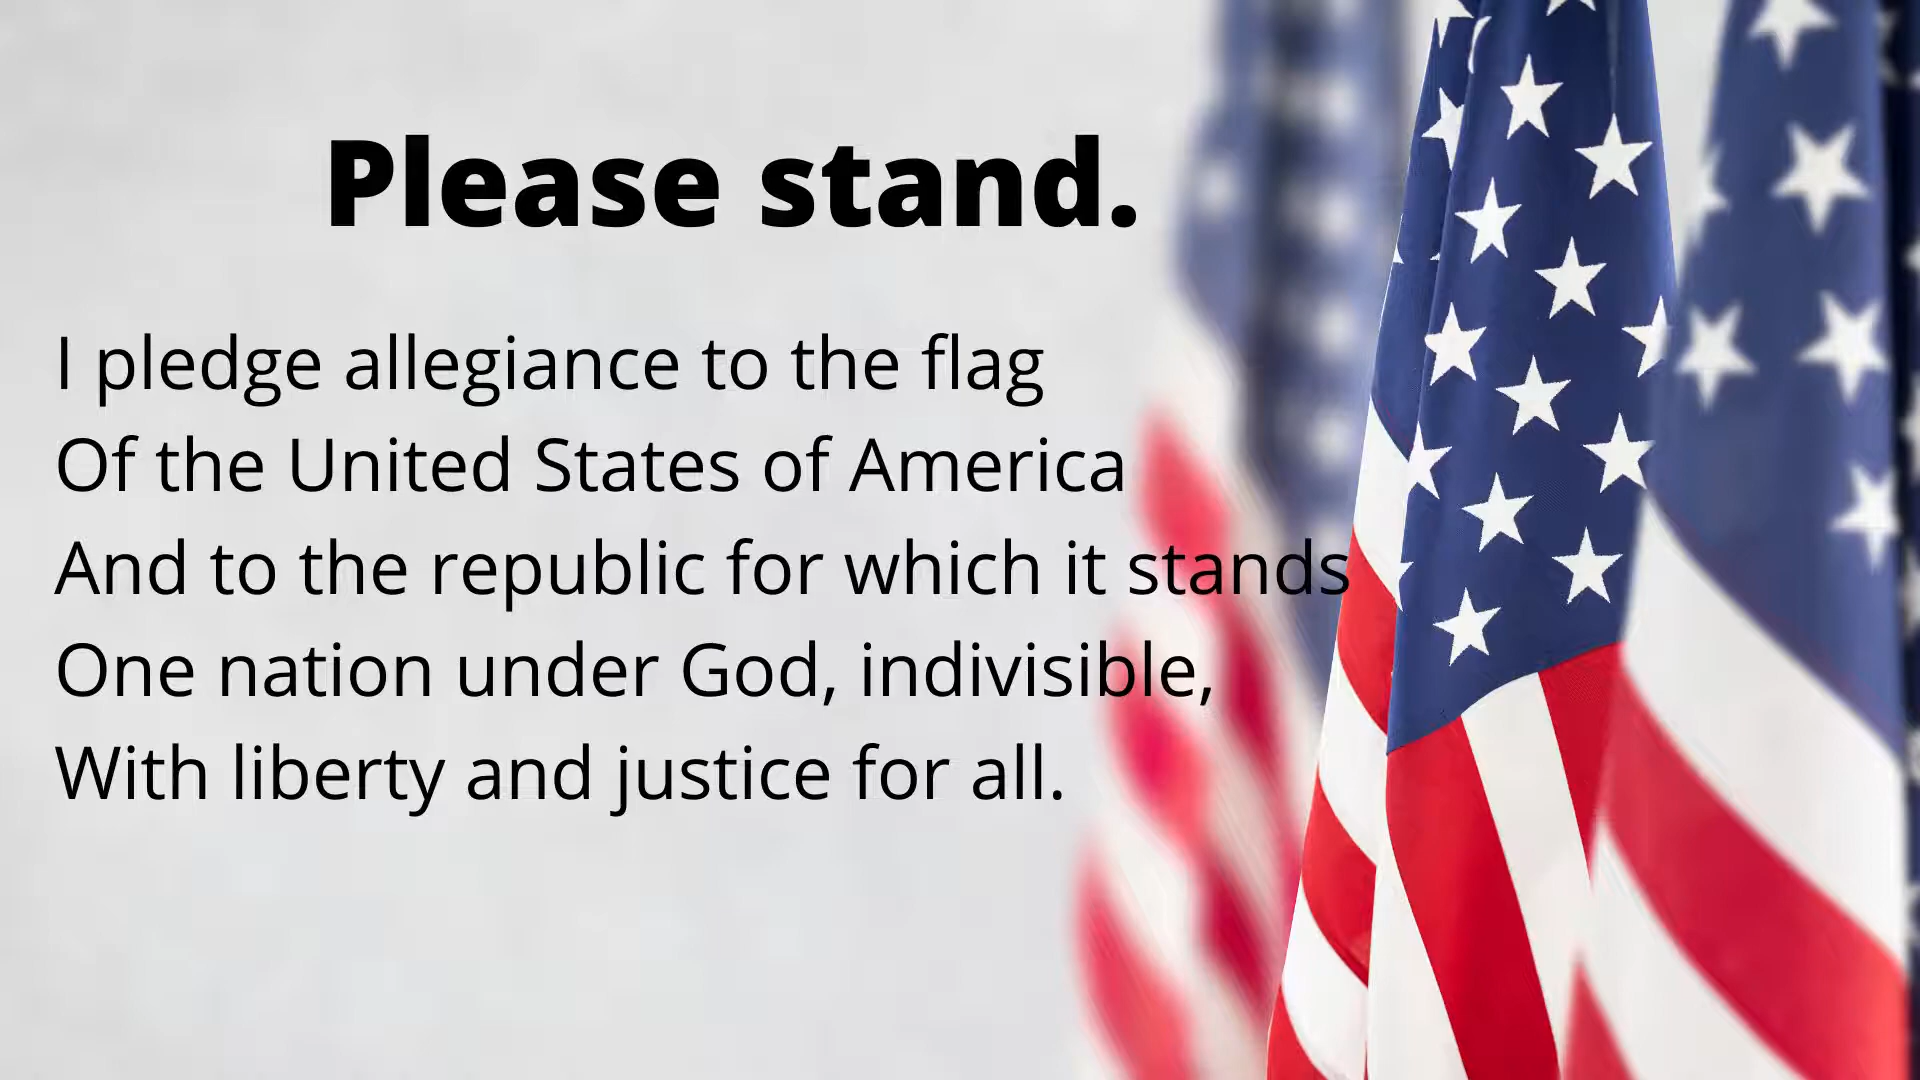 Please stand.
I pledge allegiance to the flag
Of the United States of America
And to the republic for which it stands
One nation under God, indivisible,
With liberty and justice for all.